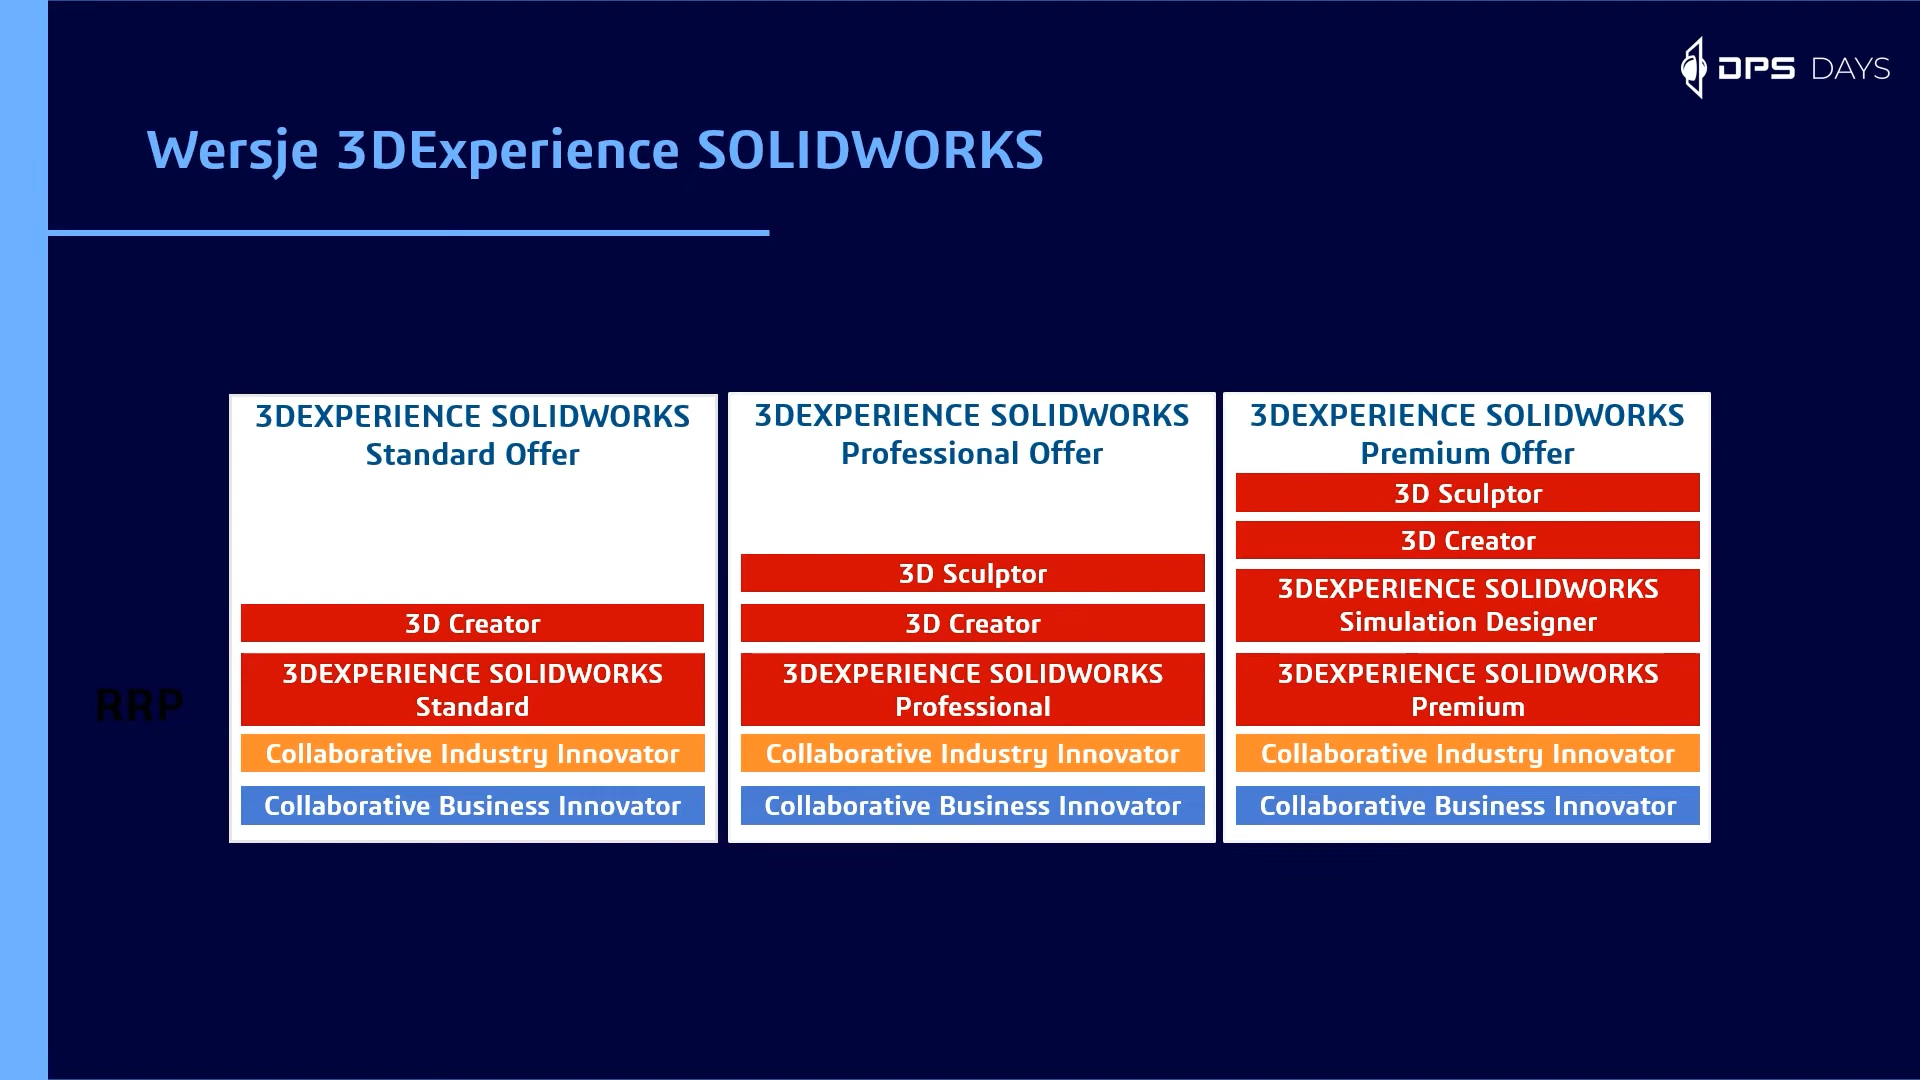 DPS DAYS
Wersje 3DExperience SOLIDWORKS
3DEXPERIENCE SOLIDWORKS
Standard Offer
3D Creator
3DEXPERIENCE SOLIDWORKS
Standard
Collaborative Industry Innovator
Collaborative Business Innovator
3DEXPERIENCE SOLIDWORKS
Professional Offer
3D Sculptor
3D Creator
3DEXPERIENCE SOLIDWORKS
Professional
Collaborative Industry Innovator
Collaborative Business Innovator
3DEXPERIENCE SOLIDWORKS
Premium Offer
3D Sculptor
3D Creator
3DEXPERIENCE SOLIDWORKS
Simulation Designer
3DEXPERIENCE SOLIDWORKS
Premium
Collaborative Industry Innovator
Collaborative Business Innovator
RRP